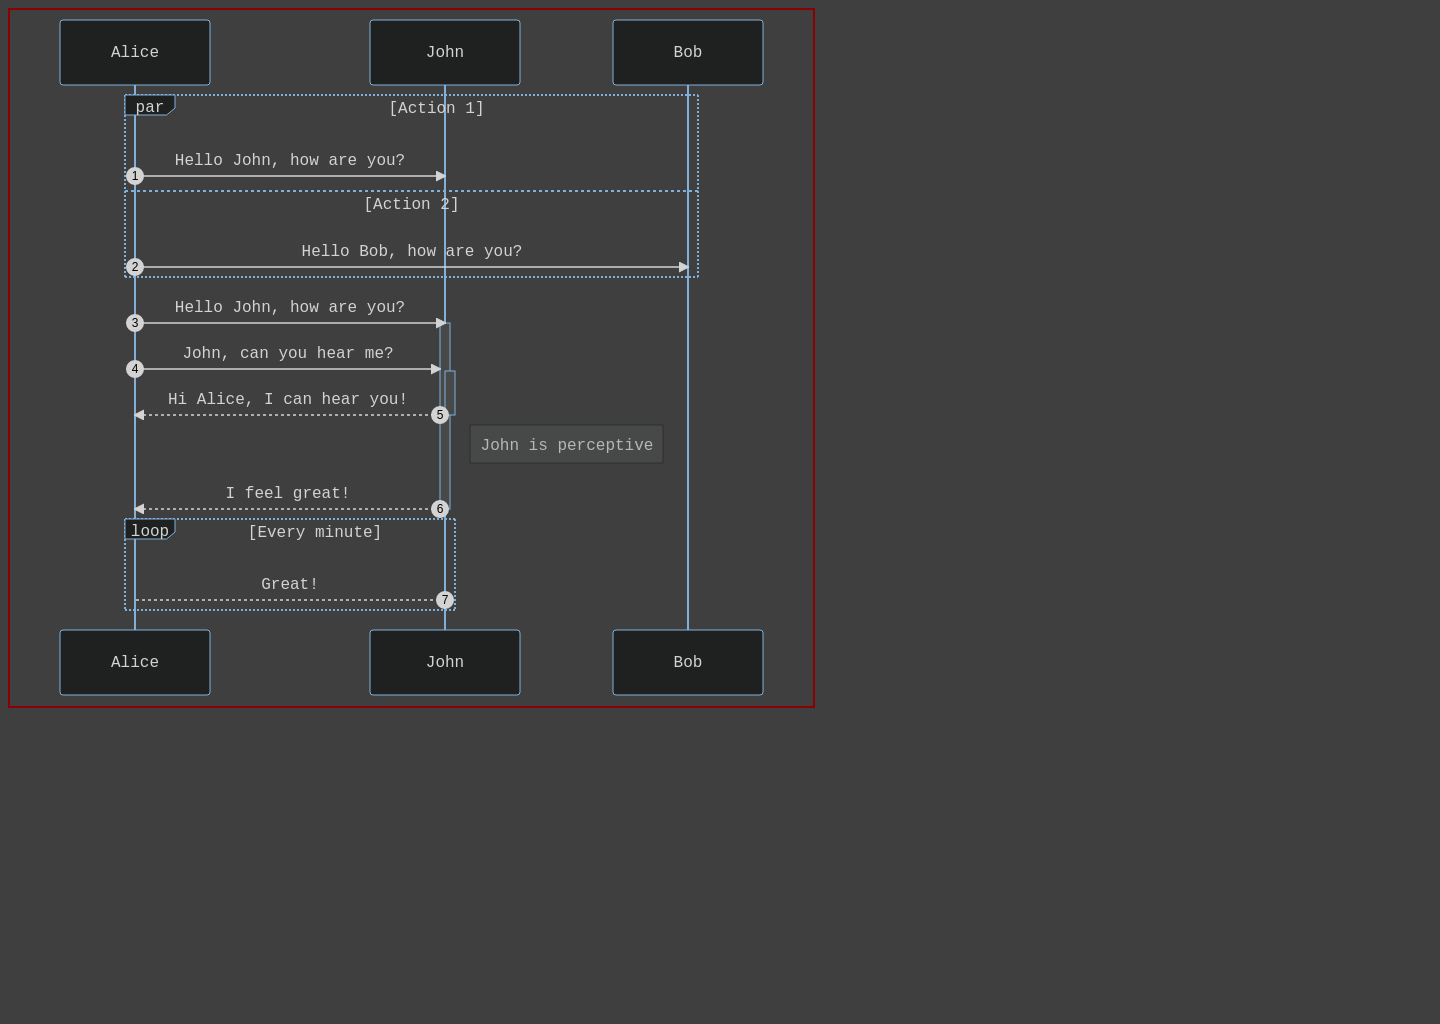 Alice
John
Bob
par
[Action 1]
Hello John, how are you?
1
[Action 2]
Hello Bob, how are you?
2
Hello John, how are you?
3
John, can you hear me?
4
Hi Alice, I can hear you!
5
John is perceptive
I feel great!
6
loop
[Every minute]
Great!
7
Alice
John
Bob